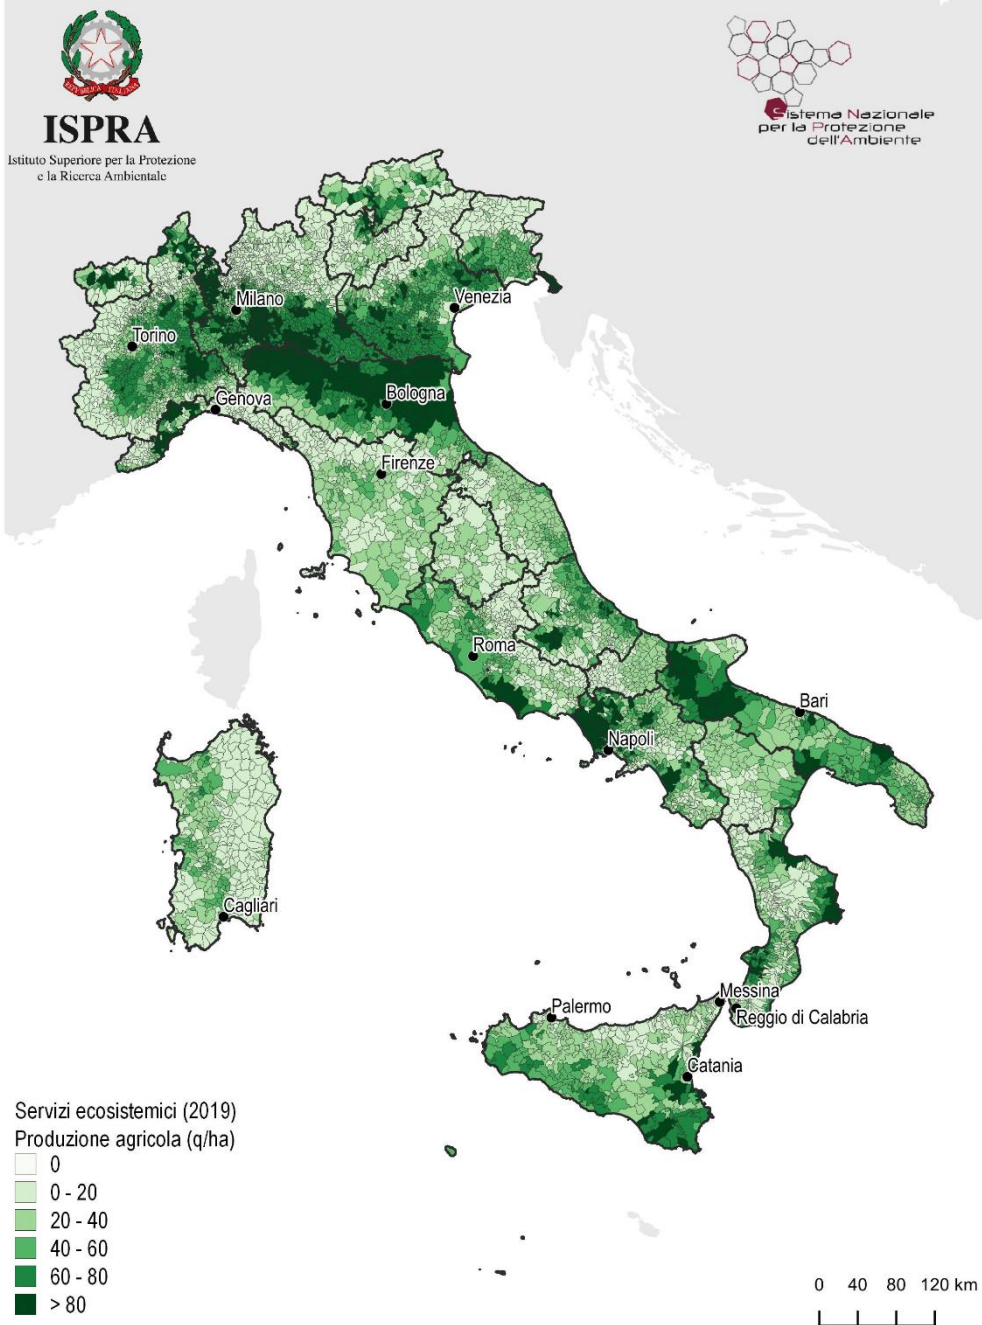 REPVBBLICA ITALIANA
ISPRA
Istituto Superiore per la Protezione
e la Ricerca Ambientale
Sistema Nazionale
per la Protezione
dell'Ambiente
Milano
Venezia
Torino
Bologna
Genova
Firenze
Roma
Bari
Napoli
Cagliari
Messina
Palermo
Reggio di Calabria
Catania
Servizi ecosistemici (2019)
Produzione agricola (q/ha)
0
0 - 20
20 - 40
40 - 60
60 - 80
> 80
0 40 80 120 km